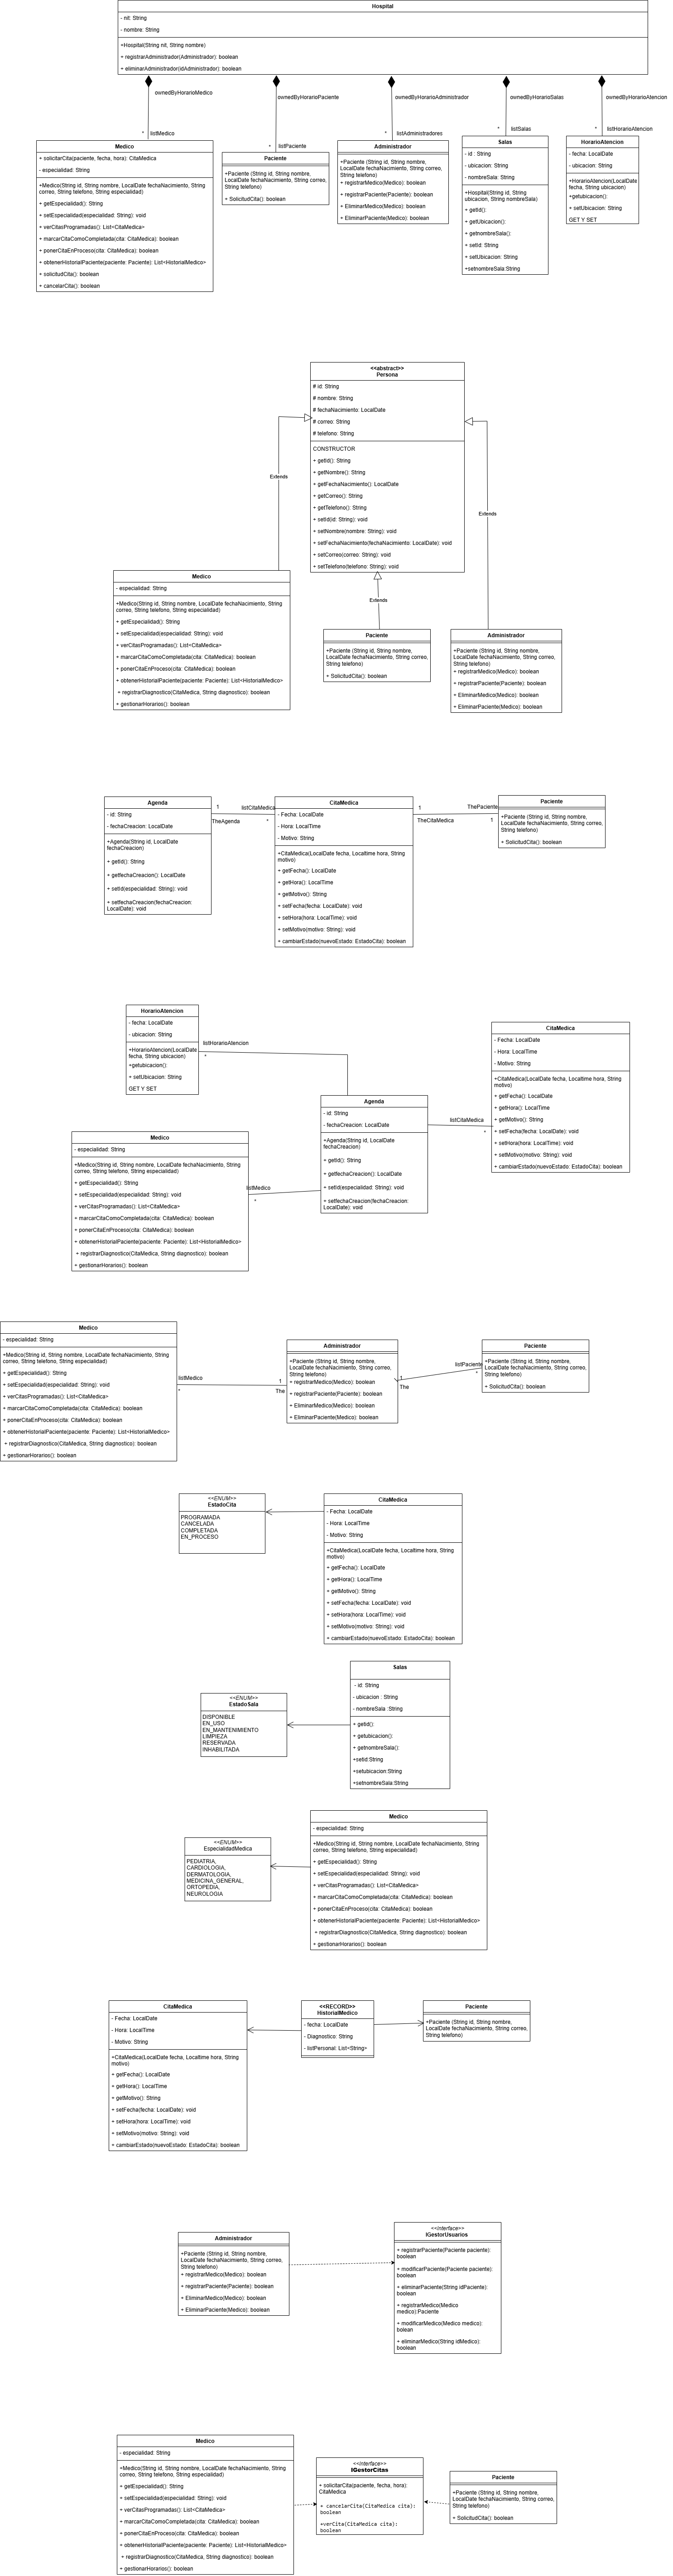 Hospital
- nit: String
- nombre: String
+Hospital(String nit, String nombre)
+ registrarAdministrador(Administrador): boolean
+ eliminarAdministrador(idAdministrador): boolean
ownedByHorarioMedico
ownedByHorarioPaciente
ownedByHorarioAdministrador
ownedByHorarioSalas
ownedByHorarioAtencion
* listMedico
* listPaciente
* listAdministradores
* listSalas
* listHorarioAtencion
Medico
+ solicitarCita(paciente, fecha, hora): CitaMedica
- especialidad: String
+Medico(String id, String nombre, LocalDate fechaNacimiento, String
correo, String telefono, String especialidad)
+ getEspecialidad(): String
+ setEspecialidad(especialidad: String): void
+ verCitasProgramadas(): List<CitaMedica>
+ marcarCitaComoCompletada(cita: CitaMedica): boolean
+ ponerCitaEnProceso(cita: CitaMedica): boolean
+ obtenerHistorialPaciente(paciente: Paciente): List<HistorialMedico>
+ solicitudCita(): boolean
+ cancelarCita(): boolean
Paciente
+Paciente (String id, String nombre,
LocalDate fechaNacimiento, String correo,
String telefono)
+ SolicitudCita(): boolean
Administrador
+Paciente (String id, String nombre,
LocalDate fechaNacimiento, String correo,
String telefono)
+ registrarMedico(Medico): boolean
+ registrarPaciente(Paciente): boolean
+ EliminarMedico(Medico): boolean
+ EliminarPaciente(Medico): boolean
Salas
- id : String
- ubicacion: String
- nombreSala: String
+Hospital(String id, String
ubicacion, String nombreSala)
+ getId():
+ getUbicacion():
+ getnombreSala():
+ setId: String
+ setUbicacion: String
+setnombreSala:String
HorarioAtencion
- fecha: LocalDate
- ubicacion: String
+HorarioAtencion(LocalDate
fecha, String ubicacion)
+getubicacion():
+ setUbicacion: String
GET Y SET
<<abstract>>
Persona
# id: String
# nombre: String
# fechaNacimiento: LocalDate
# correo: String
# telefono: String
CONSTRUCTOR
+ getId(): String
+ getNombre(): String
+ getFechaNacimiento(): LocalDate
+ getCorreo(): String
+ getTelefono(): String
+ setId(id: String): void
+ setNombre(nombre: String): void
+ setFechaNacimiento(fechaNacimiento: LocalDate): void
+ setCorreo(correo: String): void
+ setTelefono(telefono: String): void
Extends
Extends
Extends
Medico
- especialidad: String
+Medico(String id, String nombre, LocalDate fechaNacimiento, String
correo, String telefono, String especialidad)
+ getEspecialidad(): String
+ setEspecialidad(especialidad: String): void
+ verCitasProgramadas(): List<CitaMedica>
+ marcarCitaComoCompletada(cita: CitaMedica): boolean
+ ponerCitaEnProceso(cita: CitaMedica): boolean
+ obtenerHistorialPaciente(paciente: Paciente): List<HistorialMedico>
+ registrarDiagnostico(CitaMedica, String diagnostico): boolean
+ gestionarHorarios(): boolean
Paciente
+Paciente (String id, String nombre,
LocalDate fechaNacimiento, String correo,
String telefono)
+ SolicitudCita(): boolean
Administrador
+Paciente (String id, String nombre,
LocalDate fechaNacimiento, String correo,
String telefono)
+ registrarMedico(Medico): boolean
+ registrarPaciente(Paciente): boolean
+ EliminarMedico(Medico): boolean
+ EliminarPaciente(Medico): boolean
Agenda
- id: String
- fechaCreacion: LocalDate
+Agenda(String id, LocalDate
fechaCreacion)
+ getId(): String
+ getfechaCreacion(): LocalDate
+ setId(especialidad: String): void
+ setfechaCreacion(fechaCreacion:
LocalDate): void
1 listCitaMedica
TheAgenda *
CitaMedica
- Fecha: LocalDate
- Hora: LocalTime
- Motivo: String
+CitaMedica(LocalDate fecha, Localtime hora, String
motivo)
+ getFecha(): LocalDate
+ getHora(): LocalTime
+ getMotivo(): String
+ setFecha(fecha: LocalDate): void
+ setHora(hora: LocalTime): void
+ setMotivo(motivo: String): void
+ cambiarEstado(nuevoEstado: EstadoCita): boolean
1 ThePaciente
TheCitaMedica 1
Paciente
+Paciente (String id, String nombre,
LocalDate fechaNacimiento, String correo,
String telefono)
+ SolicitudCita(): boolean
HorarioAtencion
- fecha: LocalDate
- ubicacion: String
+HorarioAtencion(LocalDate
fecha, String ubicacion)
+getubicacion():
+ setUbicacion: String
GET Y SET
listHorarioAtencion
*
Agenda
- id: String
- fechaCreacion: LocalDate
+Agenda(String id, LocalDate
fechaCreacion)
+ getId(): String
+ getfechaCreacion(): LocalDate
+ setId(especialidad: String): void
+ setfechaCreacion(fechaCreacion:
LocalDate): void
listCitaMedica
*
CitaMedica
- Fecha: LocalDate
- Hora: LocalTime
- Motivo: String
+CitaMedica(LocalDate fecha, Localtime hora, String
motivo)
+ getFecha(): LocalDate
+ getHora(): LocalTime
+ getMotivo(): String
+ setFecha(fecha: LocalDate): void
+ setHora(hora: LocalTime): void
+ setMotivo(motivo: String): void
+ cambiarEstado(nuevoEstado: EstadoCita): boolean
Medico
- especialidad: String
+Medico(String id, String nombre, LocalDate fechaNacimiento, String
correo, String telefono, String especialidad)
+ getEspecialidad(): String
+ setEspecialidad(especialidad: String): void
+ verCitasProgramadas(): List<CitaMedica>
+ marcarCitaComoCompletada(cita: CitaMedica): boolean
+ ponerCitaEnProceso(cita: CitaMedica): boolean
+ obtenerHistorialPaciente(paciente: Paciente): List<HistorialMedico>
+ registrarDiagnostico(CitaMedica, String diagnostico): boolean
+ gestionarHorarios(): boolean
listMedico
*
Medico
- especialidad: String
+Medico(String id, String nombre, LocalDate fechaNacimiento, String
correo, String telefono, String especialidad)
+ getEspecialidad(): String
+ setEspecialidad(especialidad: String): void
+ verCitasProgramadas(): List<CitaMedica>
+ marcarCitaComoCompletada(cita: CitaMedica): boolean
+ ponerCitaEnProceso(cita: CitaMedica): boolean
+ obtenerHistorialPaciente(paciente: Paciente): List<HistorialMedico>
+ registrarDiagnostico(CitaMedica, String diagnostico): boolean
+ gestionarHorarios(): boolean
listMedico 1
* The
Administrador
+Paciente (String id, String nombre,
LocalDate fechaNacimiento, String correo,
String telefono)
+ registrarMedico(Medico): boolean
+ registrarPaciente(Paciente): boolean
+ EliminarMedico(Medico): boolean
+ EliminarPaciente(Medico): boolean
listPaciente
1 *
The
Paciente
+Paciente (String id, String nombre,
LocalDate fechaNacimiento, String correo,
String telefono)
+ SolicitudCita(): boolean
<<ENUM>>
EstadoCita
PROGRAMADA
CANCELADA
COMPLETADA
EN_PROCESO
CitaMedica
- Fecha: LocalDate
- Hora: LocalTime
- Motivo: String
+CitaMedica(LocalDate fecha, Localtime hora, String
motivo)
+ getFecha(): LocalDate
+ getHora(): LocalTime
+ getMotivo(): String
+ setFecha(fecha: LocalDate): void
+ setHora(hora: LocalTime): void
+ setMotivo(motivo: String): void
+ cambiarEstado(nuevoEstado: EstadoCita): boolean
<<ENUM>>
EstadoSala
DISPONIBLE
EN_USO
EN_MANTENIMIENTO
LIMPIEZA
RESERVADA
INHABILITADA
Salas
- id: String
- ubicacion : String
- nombreSala :String
+ getid():
+ getubicacion():
+ getnombreSala():
+setid:String
+setubicacion:String
+setnombreSala:String
<<ENUM>>
EspecialidadMedica
PEDIATRIA,
CARDIOLOGIA,
DERMATOLOGIA,
MEDICINA_GENERAL,
ORTOPEDIA,
NEUROLOGIA
Medico
- especialidad: String
+Medico(String id, String nombre, LocalDate fechaNacimiento, String
correo, String telefono, String especialidad)
+ getEspecialidad(): String
+ setEspecialidad(especialidad: String): void
+ verCitasProgramadas(): List<CitaMedica>
+ marcarCitaComoCompletada(cita: CitaMedica): boolean
+ ponerCitaEnProceso(cita: CitaMedica): boolean
+ obtenerHistorialPaciente(paciente: Paciente): List<HistorialMedico>
+ registrarDiagnostico(CitaMedica, String diagnostico): boolean
+ gestionarHorarios(): boolean
CitaMedica
- Fecha: LocalDate
- Hora: LocalTime
- Motivo: String
+CitaMedica(LocalDate fecha, Localtime hora, String
motivo)
+ getFecha(): LocalDate
+ getHora(): LocalTime
+ getMotivo(): String
+ setFecha(fecha: LocalDate): void
+ setHora(hora: LocalTime): void
+ setMotivo(motivo: String): void
+ cambiarEstado(nuevoEstado: EstadoCita): boolean
<<RECORD>>
HistorialMedico
- fecha: LocalDate
- Diagnostico: String
- listPersonal: List<String>
Paciente
+Paciente (String id, String nombre,
LocalDate fechaNacimiento, String correo,
String telefono)
Administrador
+Paciente (String id, String nombre,
LocalDate fechaNacimiento, String correo,
String telefono)
+ registrarMedico(Medico): boolean
+ registrarPaciente(Paciente): boolean
+ EliminarMedico(Medico): boolean
+ EliminarPaciente(Medico): boolean
<<interface>>
IGestorUsuarios
+ registrarPaciente(Paciente paciente):
boolean
+ modificarPaciente(Paciente paciente):
boolean
+ eliminarPaciente(String idPaciente):
boolean
+ registrarMedico(Medico
medico):Paciente
+ modificarMedico(Medico medico):
bolean
+ eliminarMedico(String idMedico):
boolean
Medico
- especialidad: String
+Medico(String id, String nombre, LocalDate fechaNacimiento, String
correo, String telefono, String especialidad)
+ getEspecialidad(): String
+ setEspecialidad(especialidad: String): void
+ verCitasProgramadas(): List<CitaMedica>
+ marcarCitaComoCompletada(cita: CitaMedica): boolean
+ ponerCitaEnProceso(cita: CitaMedica): boolean
+ obtenerHistorialPaciente(paciente: Paciente): List<HistorialMedico>
+ registrarDiagnostico(CitaMedica, String diagnostico): boolean
+ gestionarHorarios(): boolean
<<interface>>
IGestorCitas
+ solicitarCita(paciente, fecha, hora):
CitaMedica
+ cancelarCita(CitaMedica cita):
boolean
+verCita(CitaMedica cita):
boolean
Paciente
+Paciente (String id, String nombre,
LocalDate fechaNacimiento, String correo,
String telefono)
+ SolicitudCita(): boolean